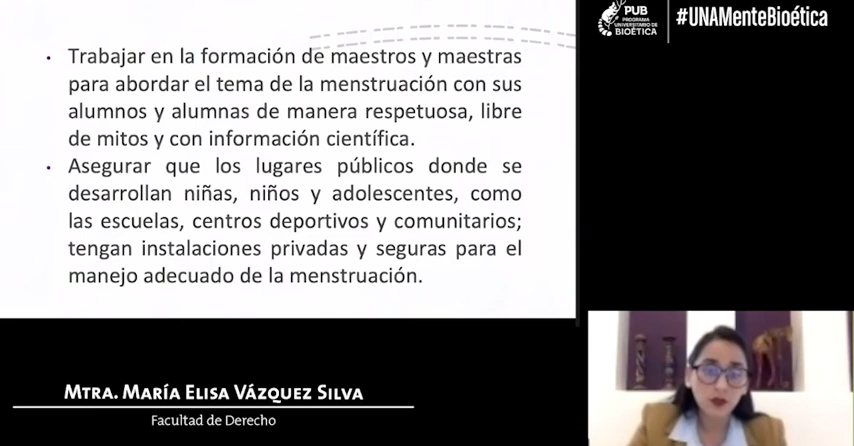 PUB
PROGRAMA
UNIVERSITARIO DE
BIOÉTICA
#UNAMenteBioética
• Trabajar en la formación de maestros y maestras
para abordar el tema de la menstruación con sus
alumnos y alumnas de manera respetuosa, libre
de mitos y con información científica.
• Asegurar que los lugares públicos donde se
desarrollan niñas, niños y adolescentes, como
las escuelas, centros deportivos y comunitarios;
tengan instalaciones privadas y seguras para el
manejo adecuado de la menstruación.
Mtra. María Elisa Vázquez Silva
Facultad de Derecho